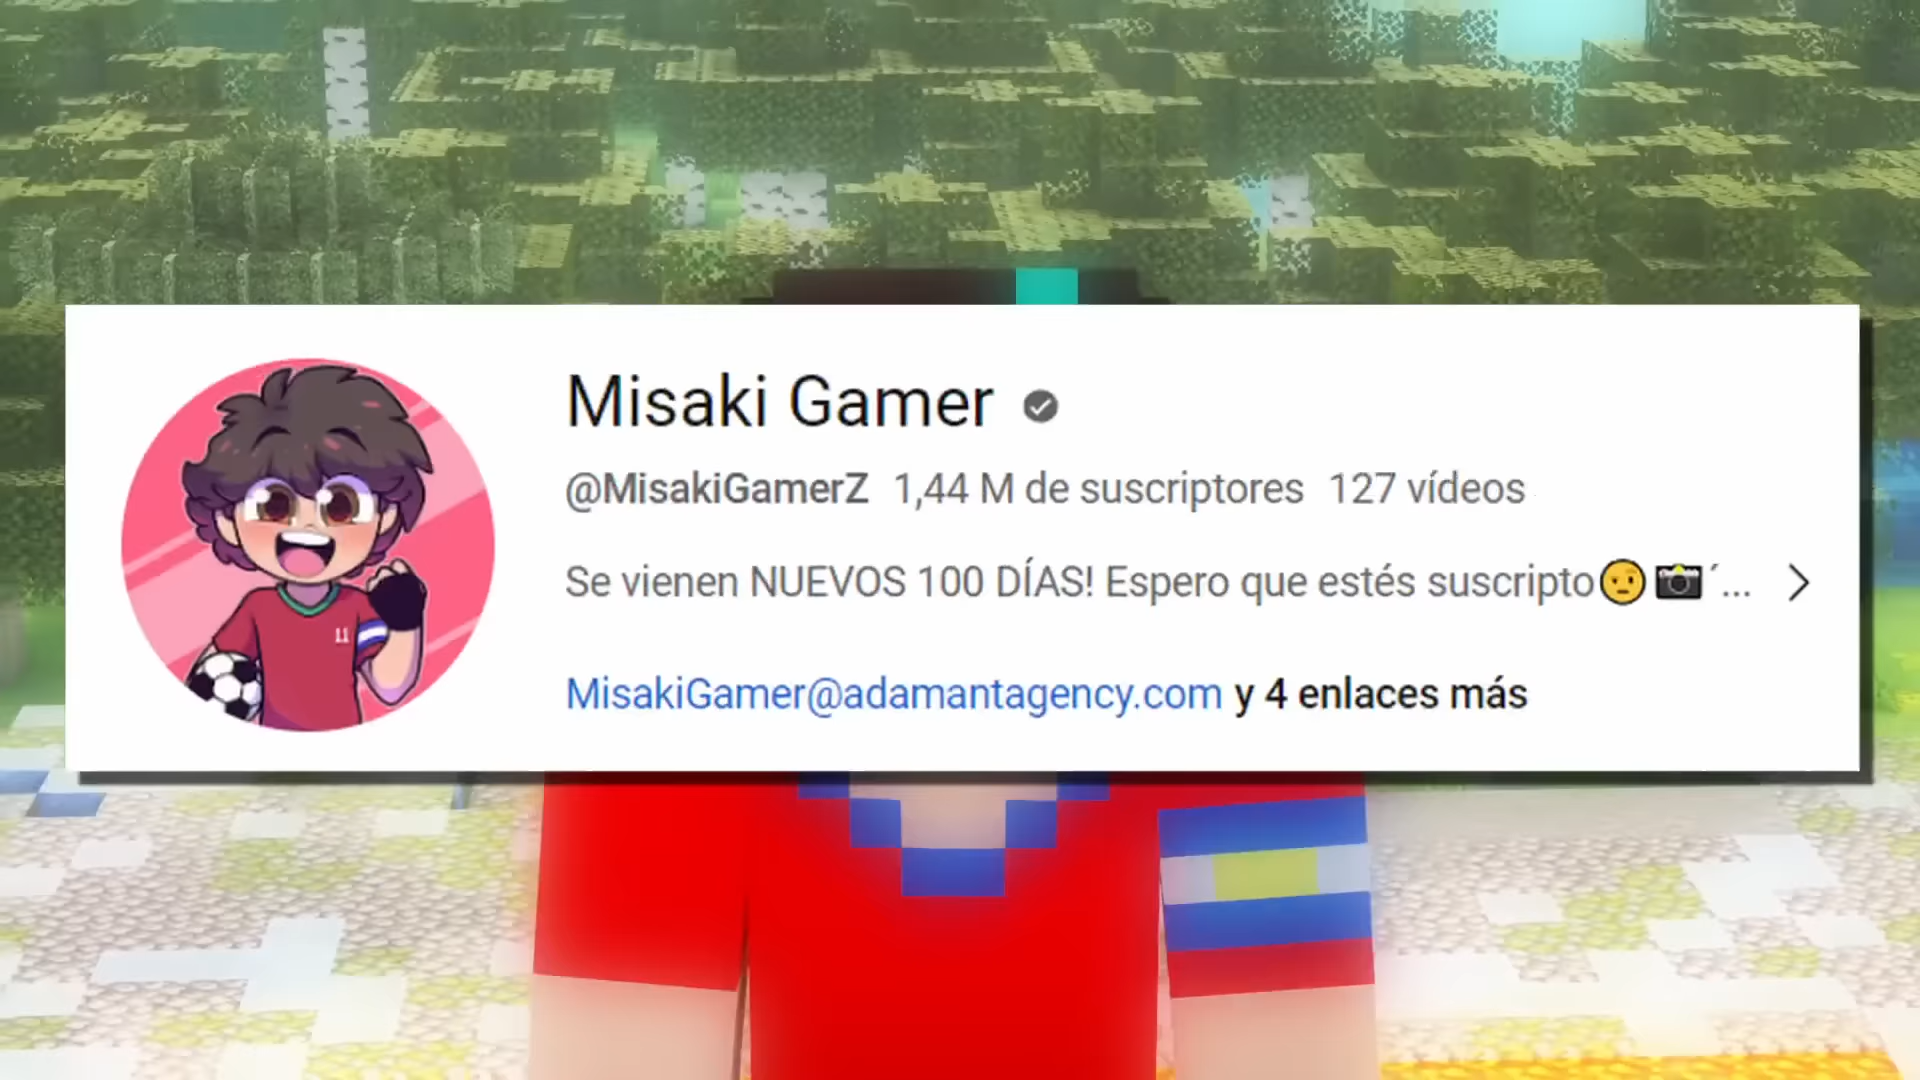 Misaki Gamer
@MisakiGamerZ 1,44 M de suscriptores 127 vídeos
Se vienen NUEVOS 100 DÍAS! Espero que estés suscripto🤨📸´...
MisakiGamer@adamantagency.com y 4 enlaces más
11